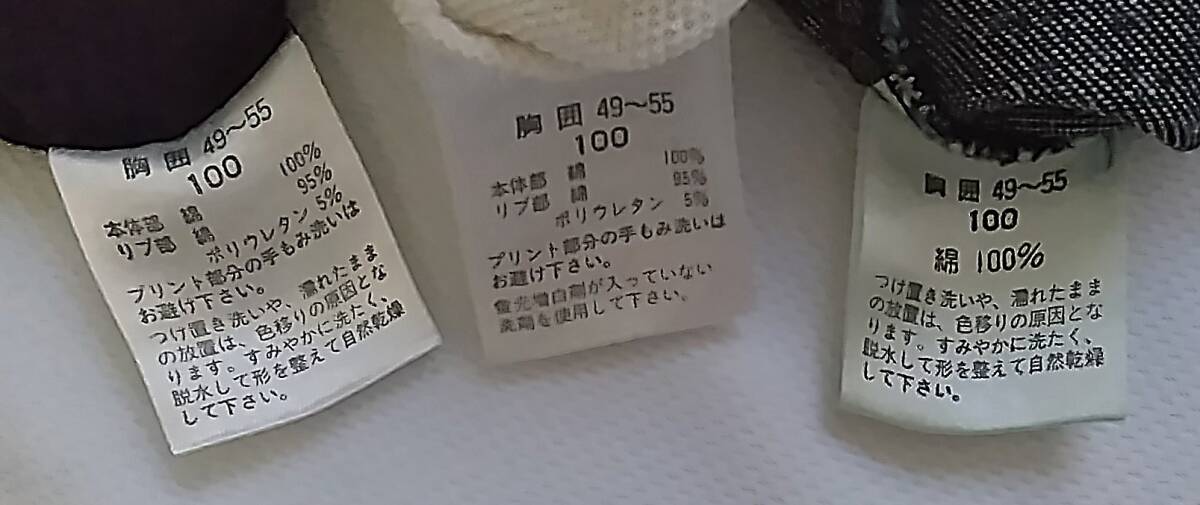 胸囲 49〜55
100
本体部 綿 100%
リブ部 綿 95%
ポリウレタン 5%
プリント部分の手もみ洗いは
お避け下さい。
つけ置き洗いや、濡れたまま
の放置は、色移りの原因とな
ります。すみやかに洗たく、
脱水して形を整えて自然乾燥
して下さい。
胸囲 49〜55
100
本体部 綿 100%
リブ部 綿 95%
ポリウレタン 5%
プリント部分の手もみ洗いは
お避け下さい。
蛍光増白剤が入っていない
洗剤を使用して下さい。
胸囲 49〜55
100
綿 100%
つけ置き洗いや、濡れたまま
の放置は、色移りの原因とな
ります。すみやかに洗たく、
脱水して形を整えて自然乾燥
して下さい。